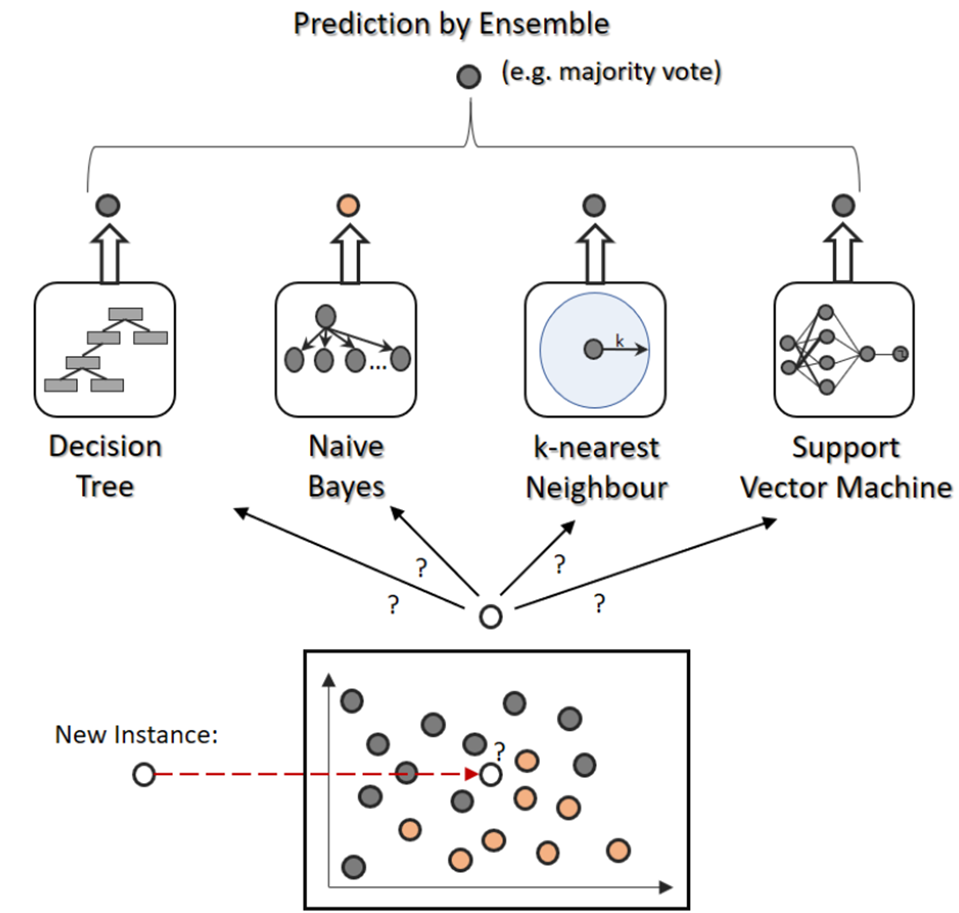 Prediction by Ensemble
(e.g. majority vote)
k
...
Decision
Tree
Naive
Bayes
k-nearest
Neighbour
Support
Vector Machine
?
?
?
?
New Instance:
?